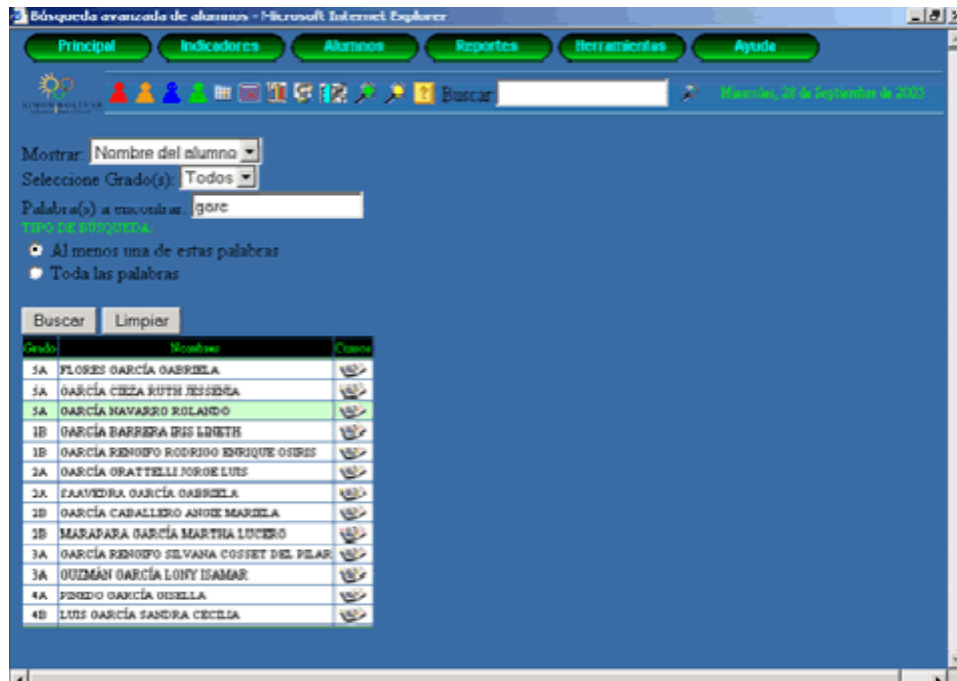 Búsqueda avanzada de alumnos - Microsoft Internet Explorer
Principal Indicadores Alumnos Reportes Herramientas Ayuda
SIMON BOLIVAR
Buscar: Miercoles, 28 de Septiembre de 2005
Mostrar: Nombre del alumno
Seleccione Grado(s): Todos
Palabra(s) a encontrar: garc
TIPO DE BÚSQUEDA:
Al menos una de estas palabras
Toda las palabras
Buscar Limpiar
Grado Nombres Cursos
5A FLORES GARCÍA GABRIELA
5A GARCÍA CIEZA RUTH JESSENIA
5A GARCÍA NAVARRO ROLANDO
1B GARCÍA BARRERA IRIS LINETH
1B GARCÍA RENGIFO RODRIGO ENRIQUE OSIRIS
2A GARCÍA GRATTELLI JORGE LUIS
2A SAAVEDRA GARCÍA GABRIELA
2B GARCÍA CABALLERO ANGIE MARIELA
2B MARAPARA GARCÍA MARTHA LUCERO
3A GARCÍA RENGIFO SILVANA COSSET DEL PILAR
3A GUZMÁN GARCÍA LONY ISAMAR
4A PINEDO GARCÍA GISELLA
4B LUIS GARCÍA SANDRA CECILIA